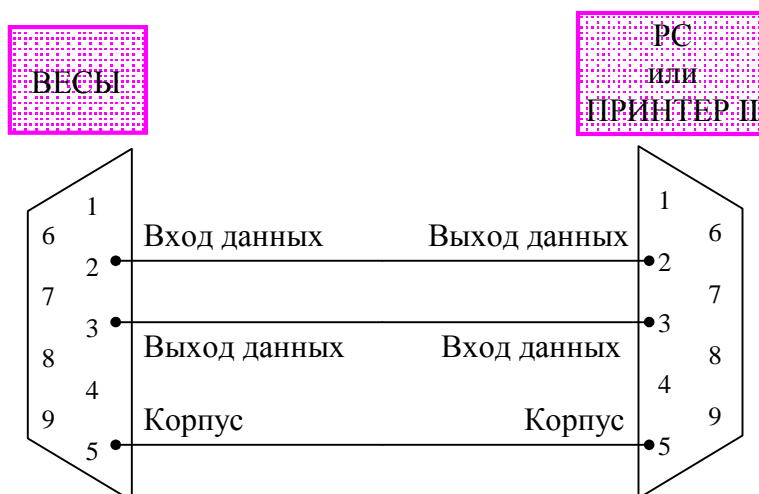 ВЕСЫ
PC
или
ПРИНТЕР II
1
6
2
7
3
8
4
9
5
Вход данных
Выход данных
Выход данных
Вход данных
Корпус
Корпус
1
6
2
7
3
8
4
9
5